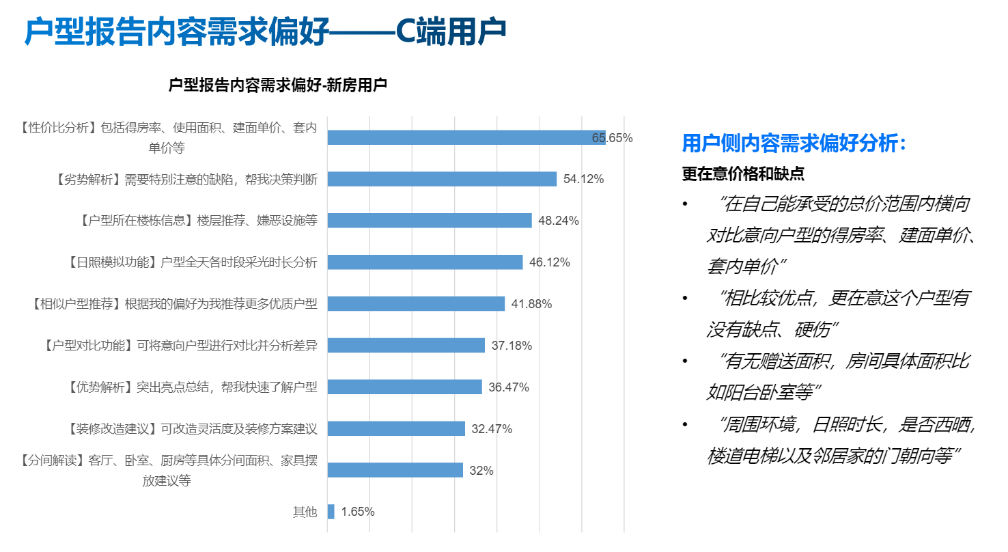 户型报告内容需求偏好——C端用户
户型报告内容需求偏好-新房用户
【性价比分析】包括得房率、使用面积、建面单价、套内
单价等
65.65%
【劣势解析】需要特别注意的缺陷，帮我决策判断
54.12%
【户型所在楼栋信息】楼层推荐、嫌恶设施等
48.24%
【日照模拟功能】户型全天各时段采光时长分析
46.12%
【相似户型推荐】根据我的偏好为我推荐更多优质户型
41.88%
【户型对比功能】可将意向户型进行对比并分析差异
37.18%
【优势解析】突出亮点总结，帮我快速了解户型
36.47%
【装修改造建议】可改造灵活度及装修方案建议
32.47%
【分间解读】客厅、卧室、厨房等具体分间面积、家具摆
放建议等
32%
其他
1.65%
用户侧内容需求偏好分析：
更在意价格和缺点
• “在自己能承受的总价范围内横向
对比意向户型的得房率、建面单价、
套内单价”
• “相比较优点，更在意这个户型有
没有缺点、硬伤”
• “有无赠送面积，房间具体面积比
如阳台卧室等”
• “周围环境，日照时长，是否西晒，
楼道电梯以及邻居家的门朝向等”